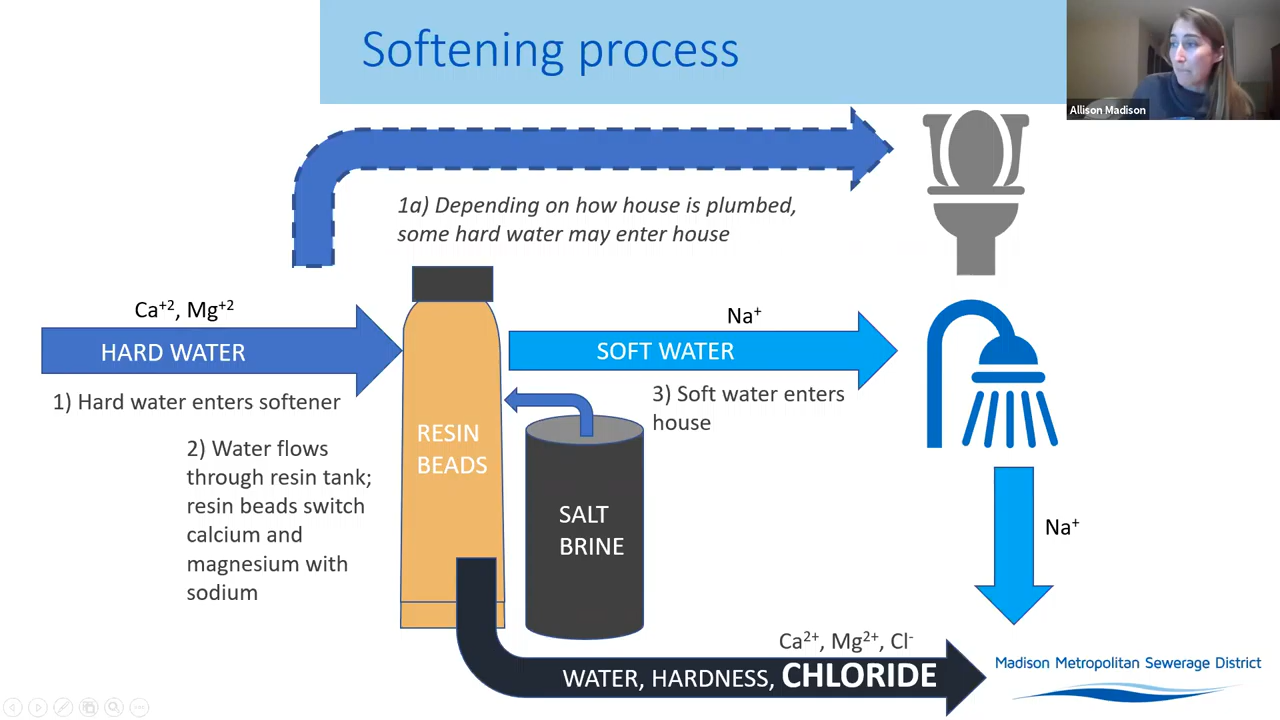 Softening process
Allison Madison
1a) Depending on how house is plumbed,
some hard water may enter house
Ca⁺², Mg⁺²
HARD WATER
1) Hard water enters softener
2) Water flows
through resin tank;
resin beads switch
calcium and
magnesium with
sodium
RESIN
BEADS
Na⁺
SOFT WATER
3) Soft water enters
house
SALT
BRINE
Na⁺
Ca²⁺, Mg²⁺, Cl⁻
WATER, HARDNESS, CHLORIDE
Madison Metropolitan Sewerage District